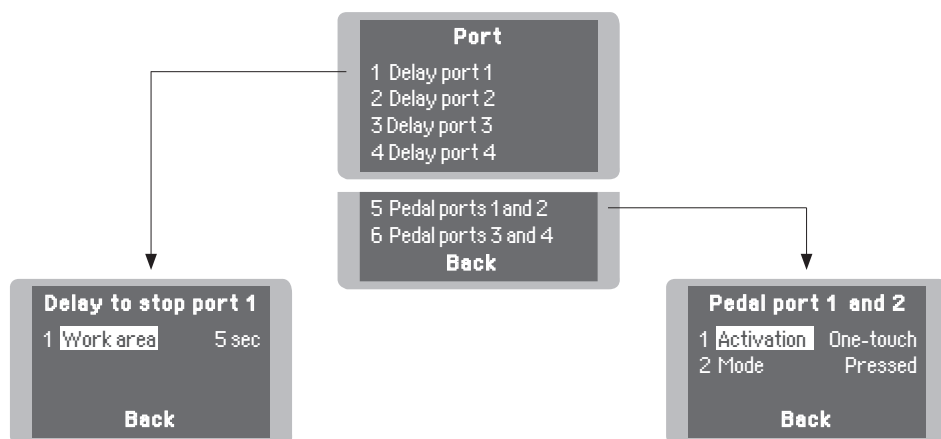 Port
1 Delay port 1
2 Delay port 2
3 Delay port 3
4 Delay port 4
5 Pedal ports 1 and 2
6 Pedal ports 3 and 4
Back
Delay to stop port 1
1 Work area 5 sec
Back
Pedal port 1 and 2
1 Activation One-touch
2 Mode Pressed
Back